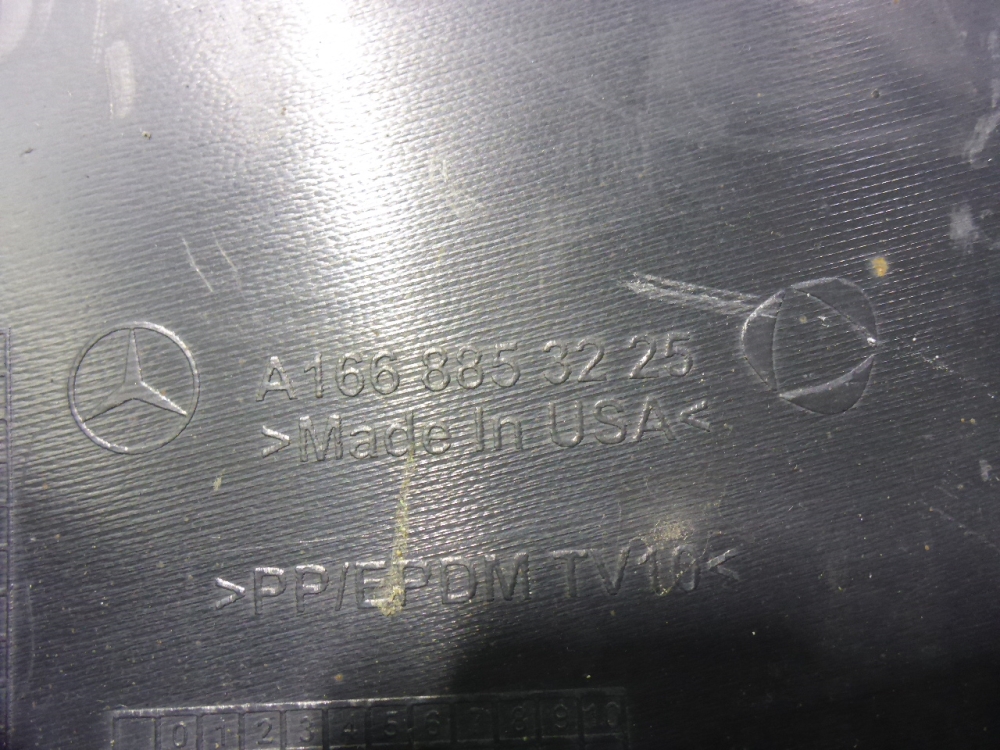 A 166 885 32 25
>Made In USA<
>PP/EPDM TV10<
0 1 2 3 4 5 6 7 8 9 10